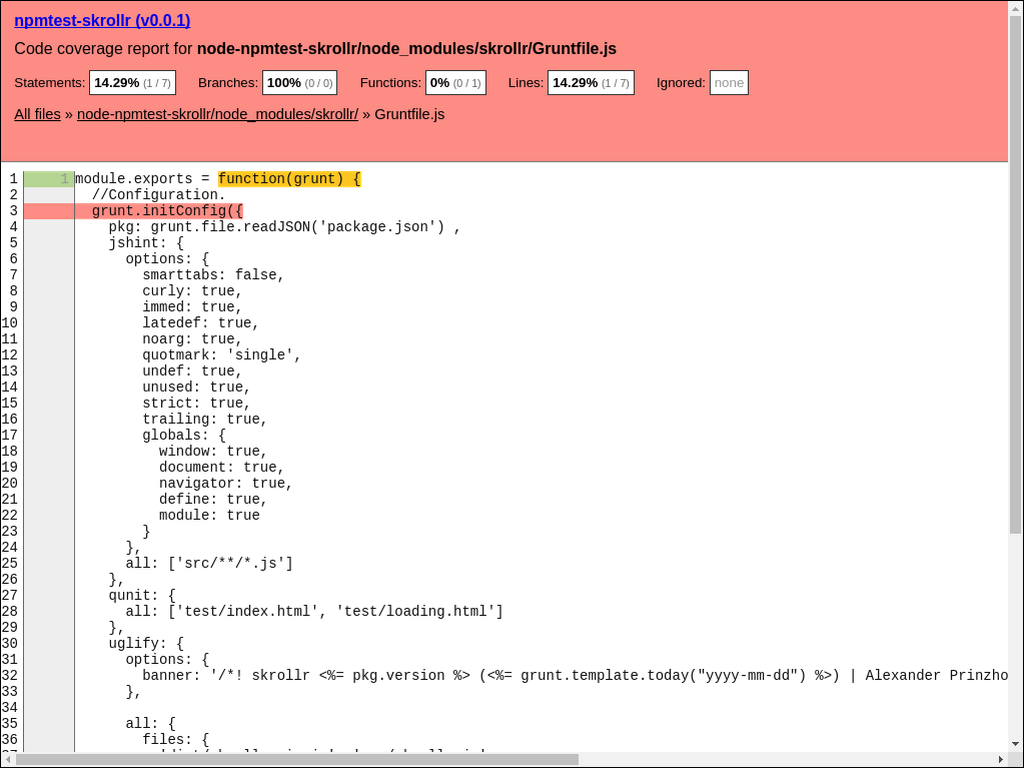 npmtest-skrollr (v0.0.1)
Code coverage report for node-npmtest-skrollr/node_modules/skrollr/Gruntfile.js
Statements: 14.29% (1 / 7) Branches: 100% (0 / 0) Functions: 0% (0 / 1) Lines: 14.29% (1 / 7) Ignored: none
All files » node-npmtest-skrollr/node_modules/skrollr/ » Gruntfile.js
1 1 module.exports = function(grunt) {
2 //Configuration.
3 grunt.initConfig({
4 pkg: grunt.file.readJSON('package.json') ,
5 jshint: {
6 options: {
7 smarttabs: false,
8 curly: true,
9 immed: true,
10 latedef: true,
11 noarg: true,
12 quotmark: 'single',
13 undef: true,
14 unused: true,
15 strict: true,
16 trailing: true,
17 globals: {
18 window: true,
19 document: true,
20 navigator: true,
21 define: true,
22 module: true
23 }
24 },
25 all: ['src/**/*.js']
26 },
27 qunit: {
28 all: ['test/index.html', 'test/loading.html']
29 },
30 uglify: {
31 options: {
32 banner: '/*! skrollr <%= pkg.version %> (<%= grunt.template.today("yyyy-mm-dd") %>) | Alexander Prinzho
33 },
34
35 all: {
36 files: {